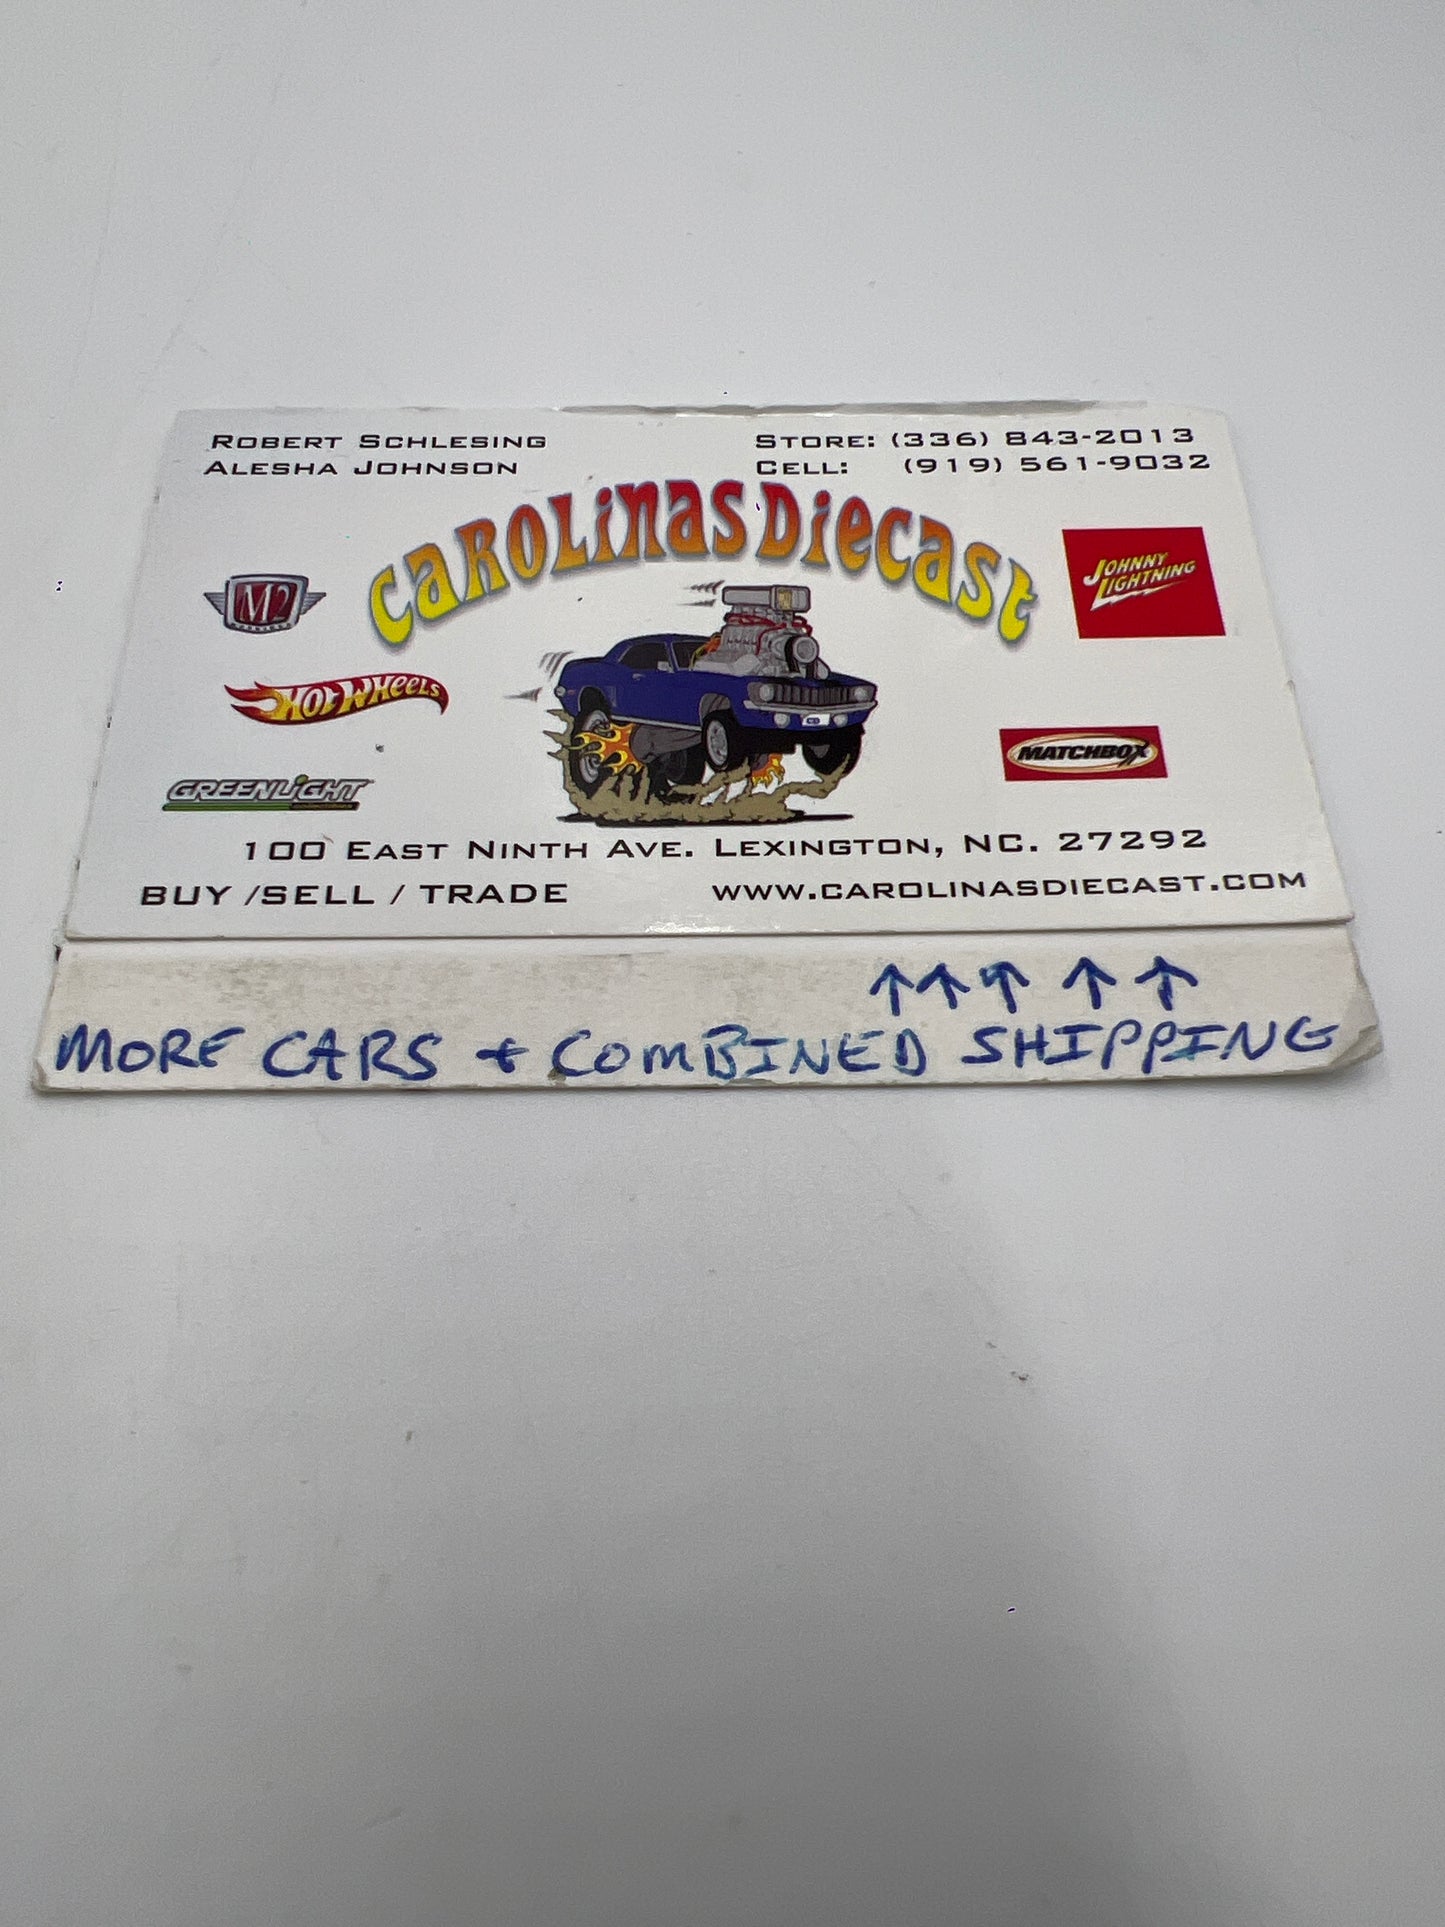 ROBERT SCHLESING
ALESHA JOHNSON
STORE: (336) 843-2013
CELL: (919) 561-9032
CAROLINAS DIECAST
M2
JOHNNY LIGHTNING
HOT WHEELS
MATCHBOX
GREENLIGHT
100 EAST NINTH AVE. LEXINGTON, NC. 27292
BUY /SELL / TRADE
WWW.CAROLINASDIECAST.COM
↑ ↑ ↑ ↑ ↑
MORE CARS + COMBINED SHIPPING